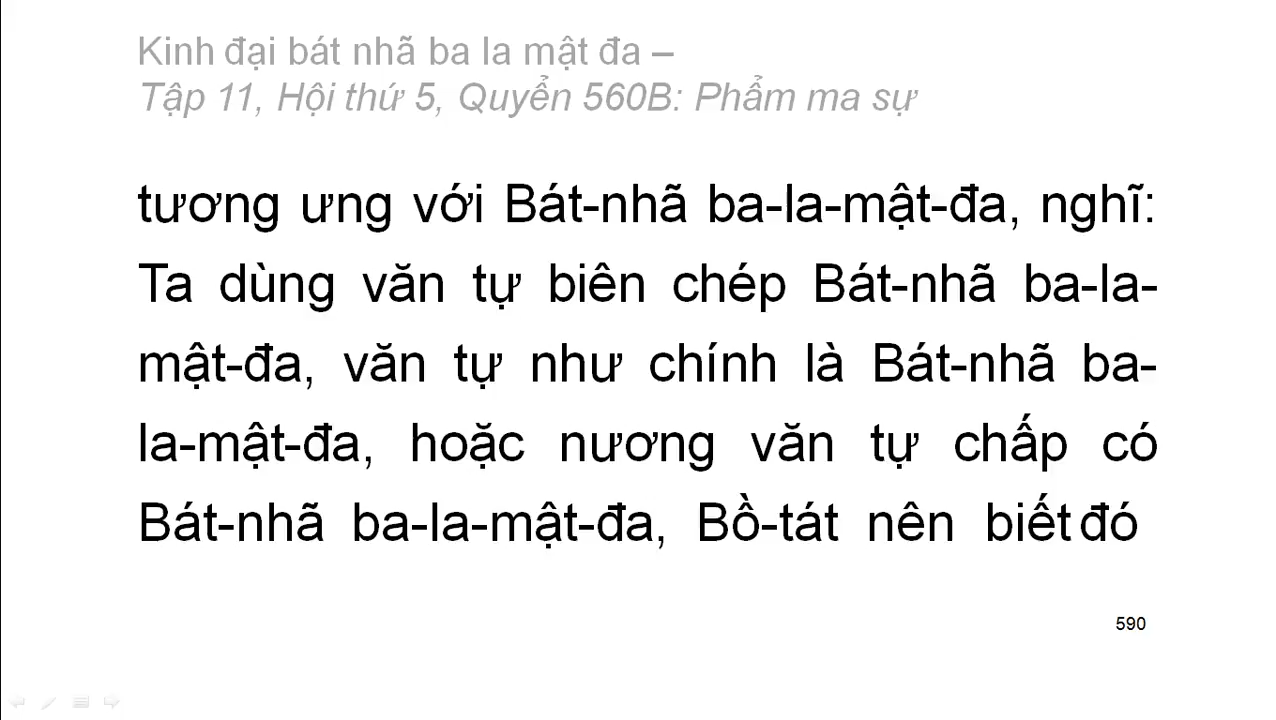 Kinh đại bát nhã ba la mật đa –
Tập 11, Hội thứ 5, Quyển 560B: Phẩm ma sự
tương ưng với Bát-nhã ba-la-mật-đa, nghĩ:
Ta dùng văn tự biên chép Bát-nhã ba-la-
mật-đa, văn tự như chính là Bát-nhã ba-
la-mật-đa, hoặc nương văn tự chấp có
Bát-nhã ba-la-mật-đa, Bồ-tát nên biết đó
590